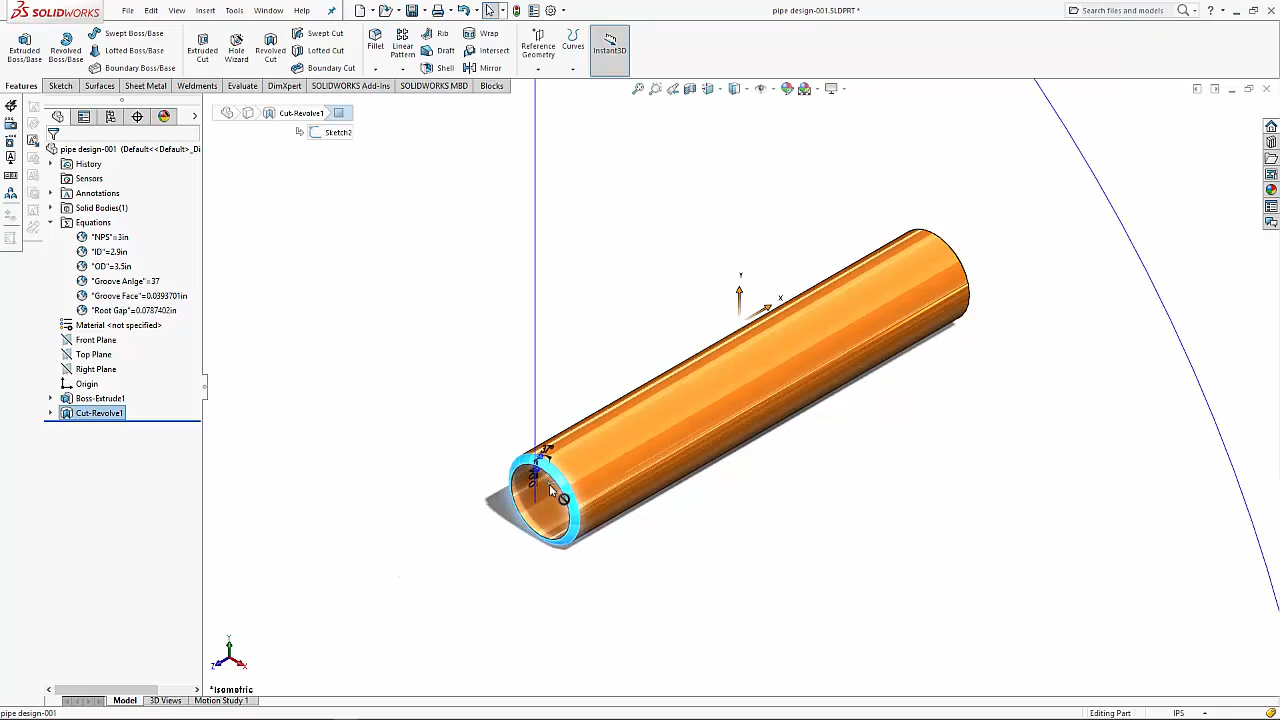 SOLIDWORKS File Edit View Insert Tools Window Help pipe design-001.SLDPRT * Search files and models
Extruded Boss/Base
Revolved Boss/Base
Swept Boss/Base
Lofted Boss/Base
Boundary Boss/Base
Extruded Cut
Hole Wizard
Revolved Cut
Swept Cut
Lofted Cut
Boundary Cut
Fillet
Linear Pattern
Rib
Draft
Shell
Wrap
Intersect
Mirror
Reference Geometry
Curves
Instant3D
Features Sketch Surfaces Sheet Metal Weldments Evaluate DimXpert SOLIDWORKS Add-Ins SOLIDWORKS MBD Blocks
Cut-Revolve1
Sketch2
pipe design-001 (Default<<Default>_Di
History
Sensors
Annotations
Solid Bodies(1)
Equations
"NPS"=3in
"ID"=2.9in
"OD"=3.5in
"Groove Anlge"=37
"Groove Face"=0.0393701in
"Root Gap"=0.0787402in
Material <not specified>
Front Plane
Top Plane
Right Plane
Origin
Boss-Extrude1
Cut-Revolve1
Y
X
Y
Z
X
*Isometric
Model 3D Views Motion Study 1
pipe design-001 Editing Part IPS